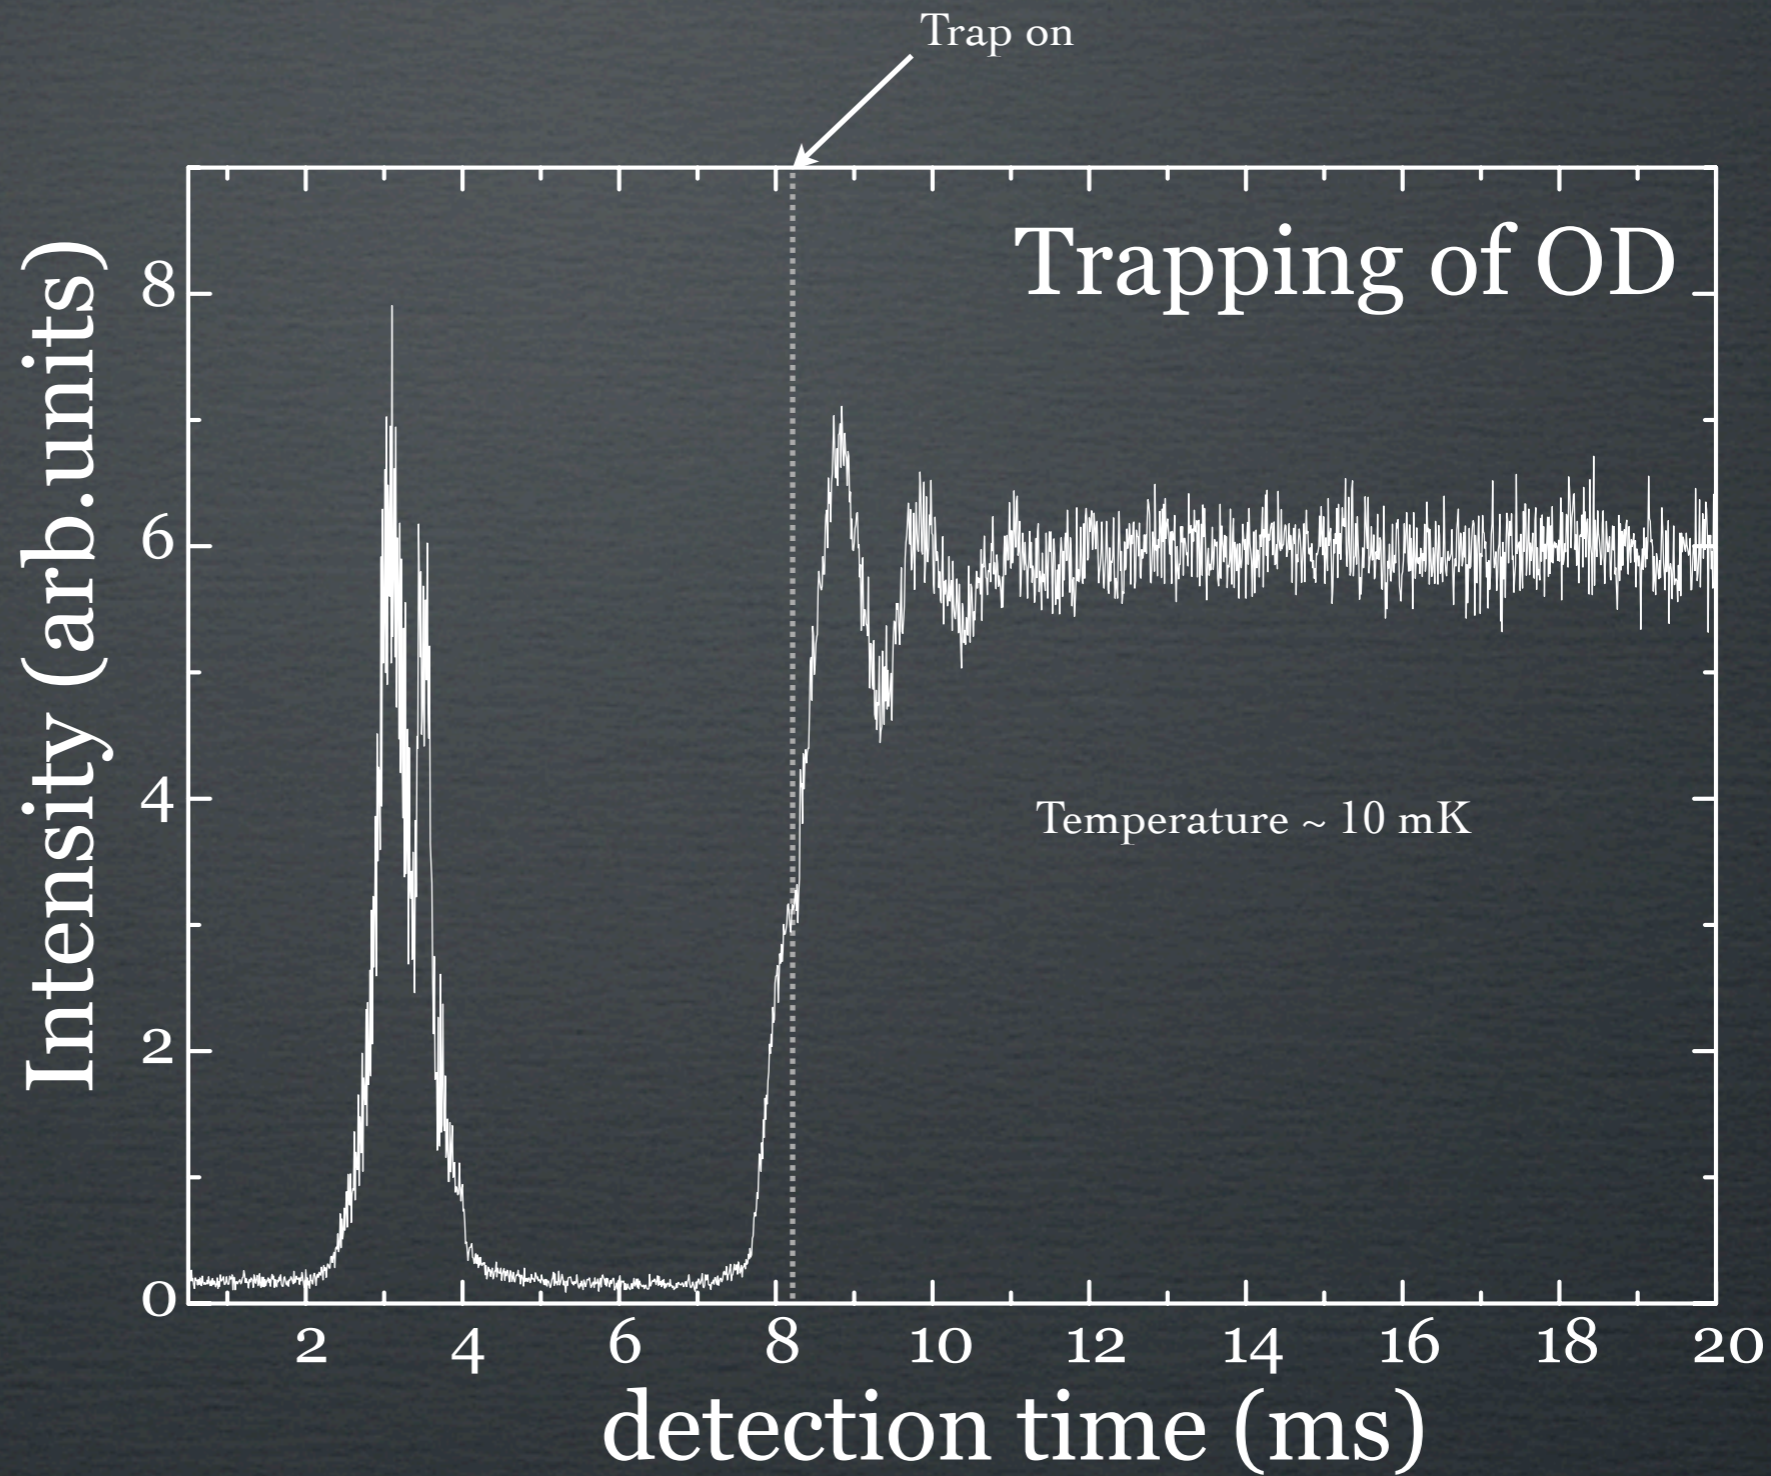 Trap on
Trapping of OD
Temperature ~ 10 mK
Intensity (arb.units)
8
6
4
2
0
2 4 6 8 10 12 14 16 18 20
detection time (ms)